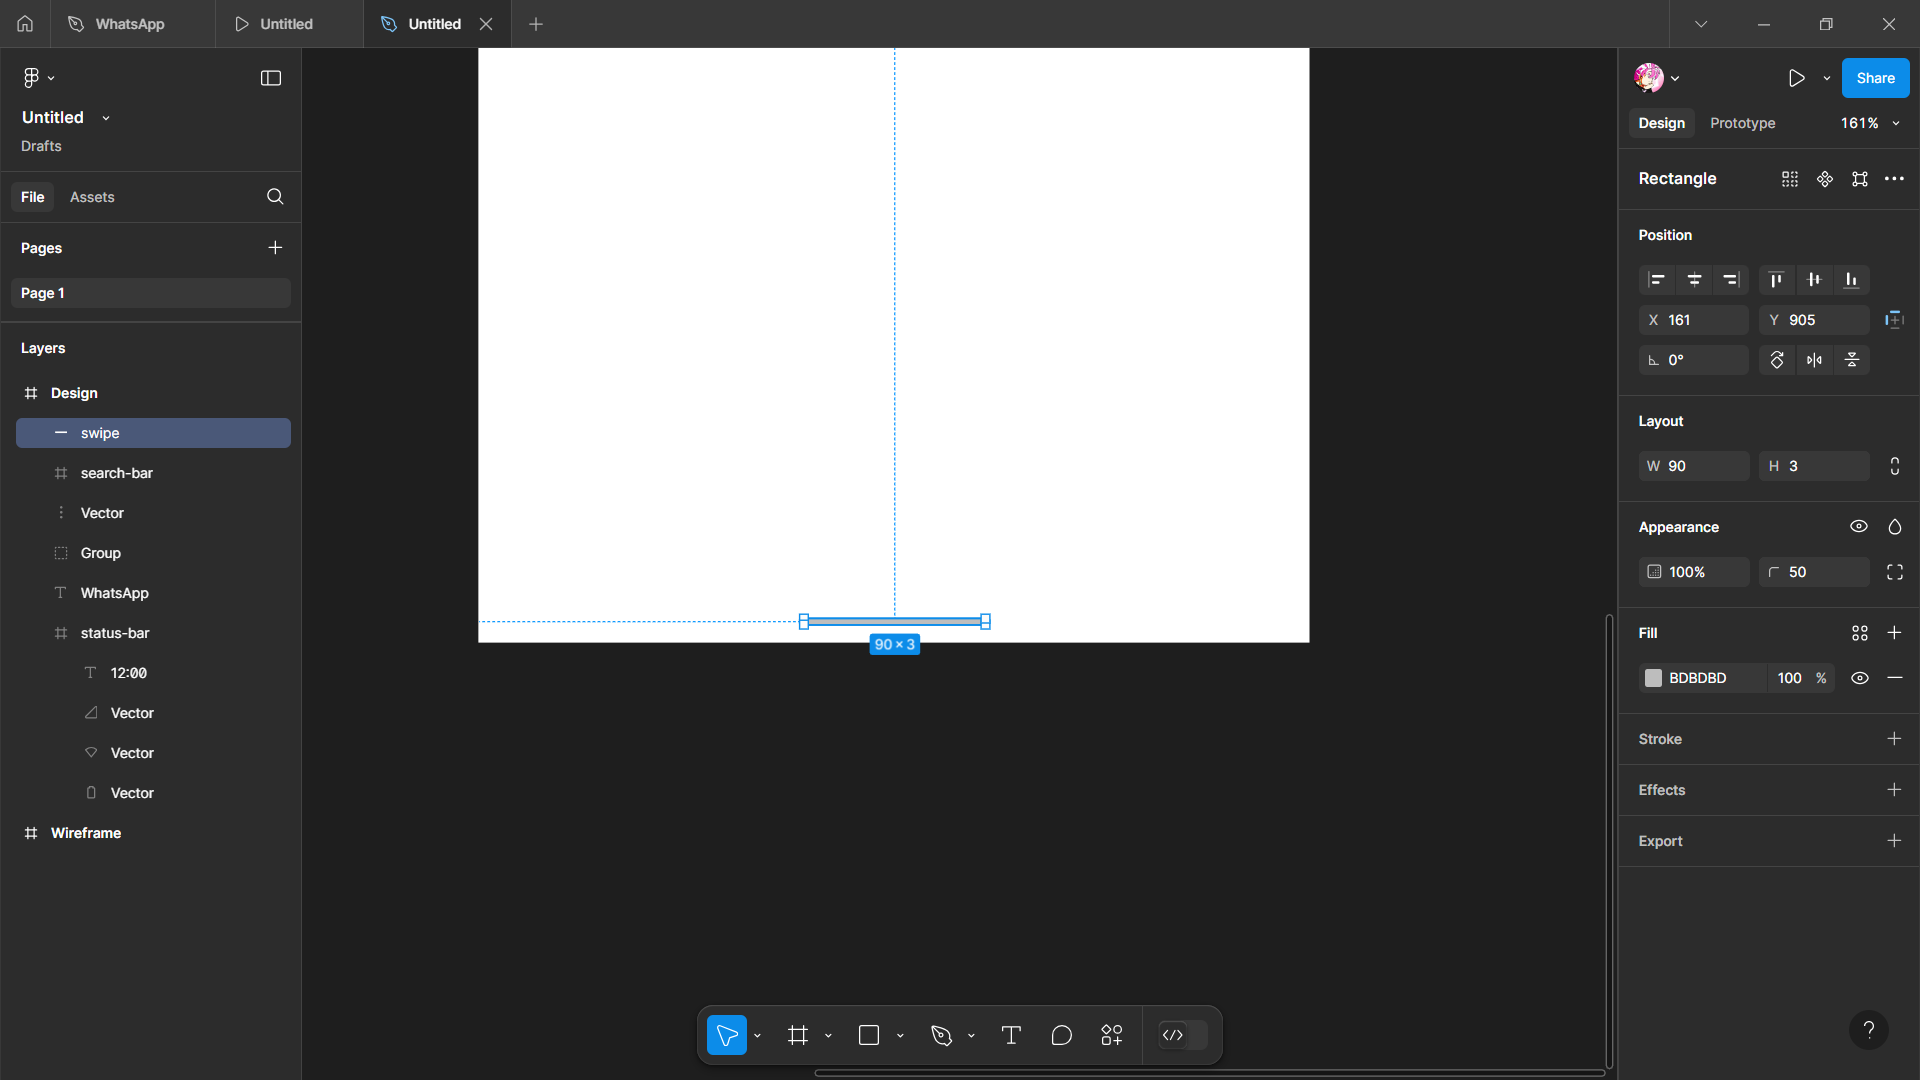 WhatsApp
Untitled
Untitled
Untitled
Drafts
File
Assets
Pages
Page 1
Layers
Design
swipe
search-bar
Vector
Group
WhatsApp
status-bar
12:00
Vector
Vector
Vector
Wireframe
90 × 3
Share
Design
Prototype
161%
Rectangle
Position
X 161
Y 905
0°
Layout
W 90
H 3
Appearance
100%
50
Fill
BDBDBD
100 %
Stroke
Effects
Export
?